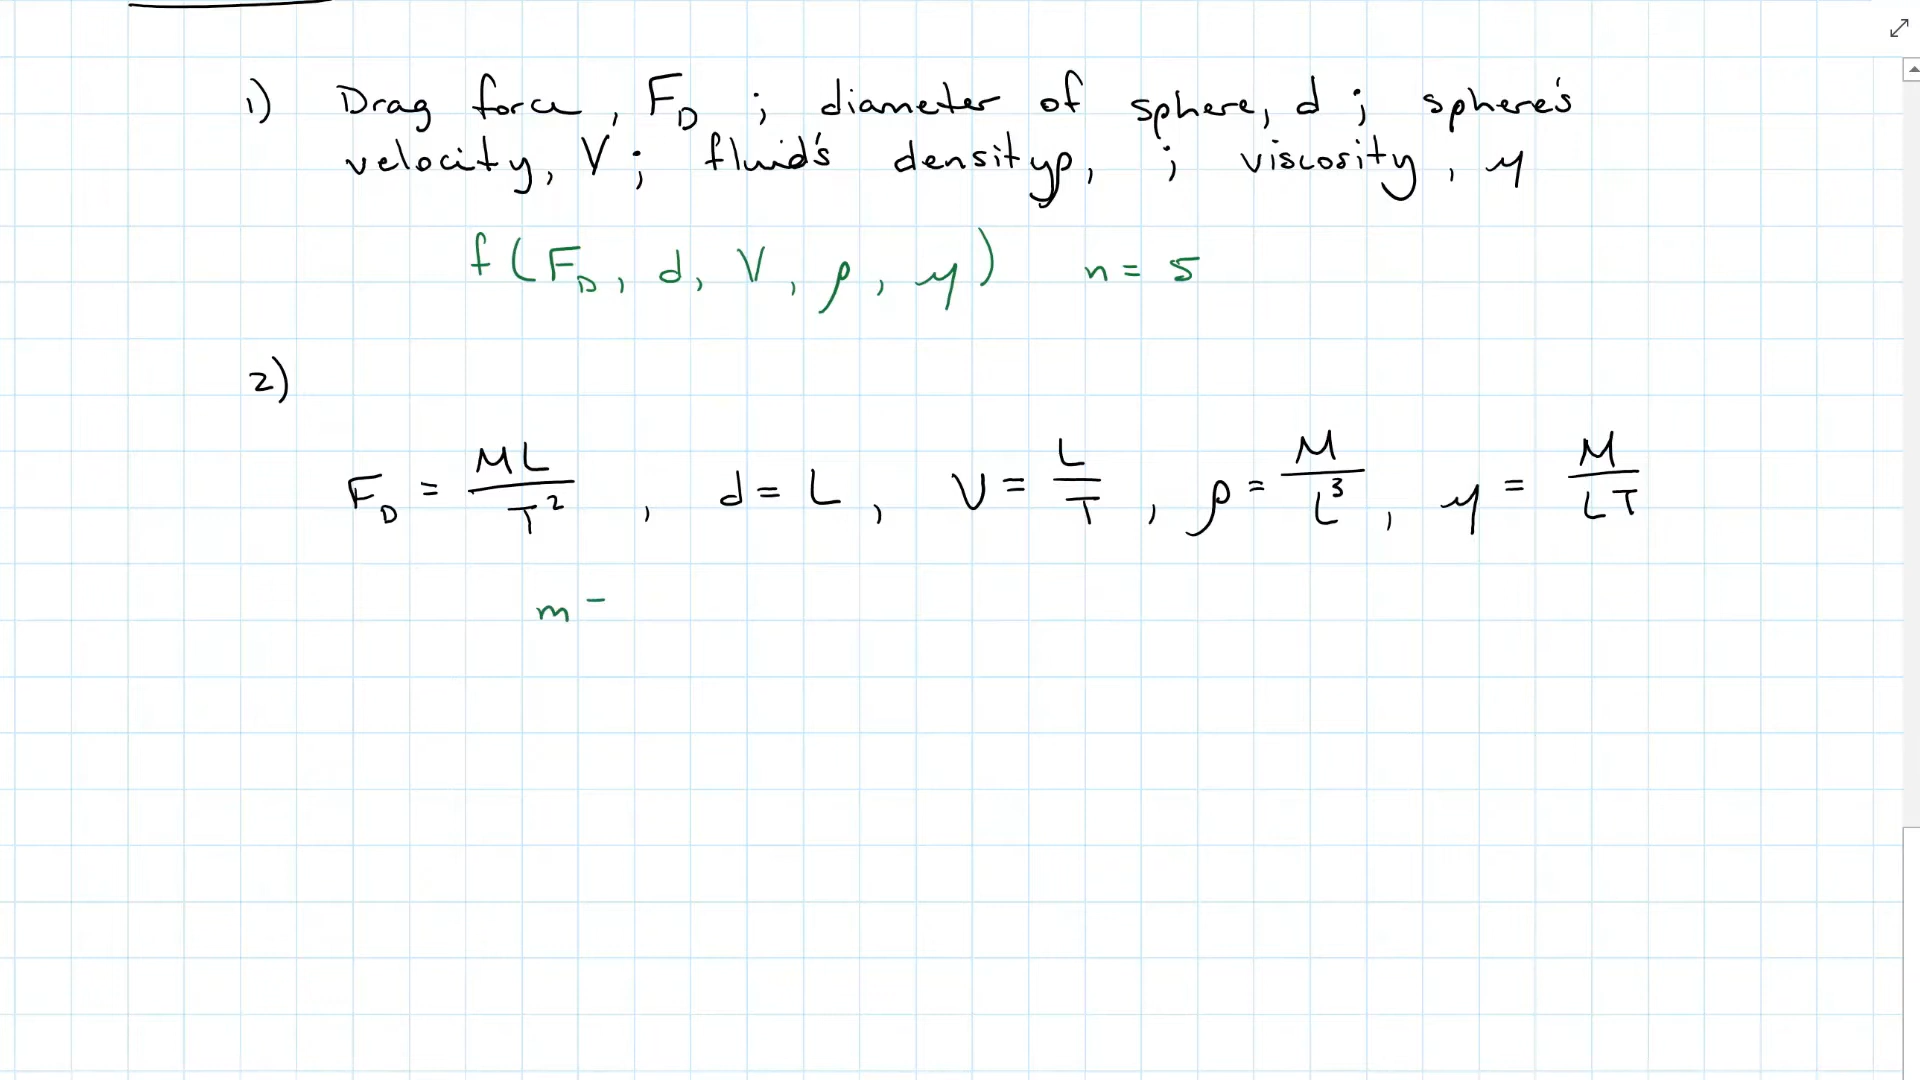 1) Drag force, F_D ; diameter of sphere, d ; sphere's
velocity, V ; fluid's densityρ, ; viscosity, μ
f(F_D, d, V, ρ, μ) n = 5
2)
F_D = ML/T², d = L, V = L/T, ρ = M/L³, μ = M/LT
m -